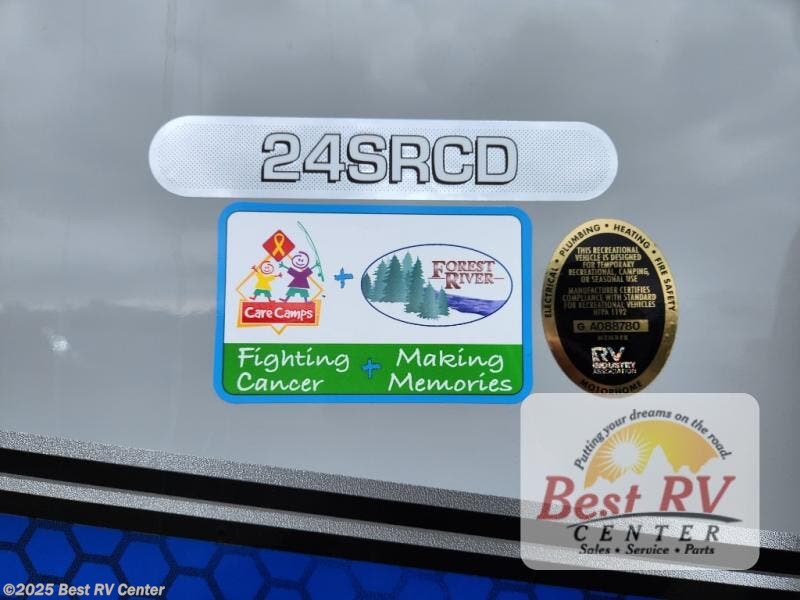 24SRCD
Care Camps
+
FOREST
RIVER
Fighting + Making
Cancer Memories
ELECTRICAL • PLUMBING • HEATING • FIRE SAFETY
THIS RECREATIONAL
VEHICLE IS DESIGNED
FOR TEMPORARY
RECREATIONAL, CAMPING,
OR SEASONAL USE
MANUFACTURER CERTIFIES
COMPLIANCE WITH STANDARD
FOR RECREATIONAL VEHICLES
NFPA 1192
G A088780
MEMBER
RV
INDUSTRY
ASSOCIATION
MOTORHOME
Putting your dreams on the road.
Best RV
CENTER
Sales • Service • Parts
©2025 Best RV Center